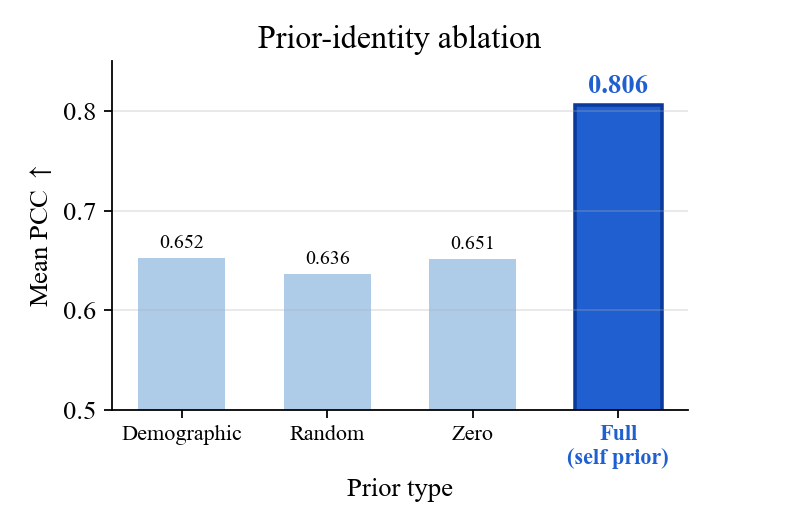 Prior-identity ablation
Mean PCC ↑
0.8
0.7
0.6
0.5
0.652
0.636
0.651
0.806
Demographic
Random
Zero
Full
(self prior)
Prior type